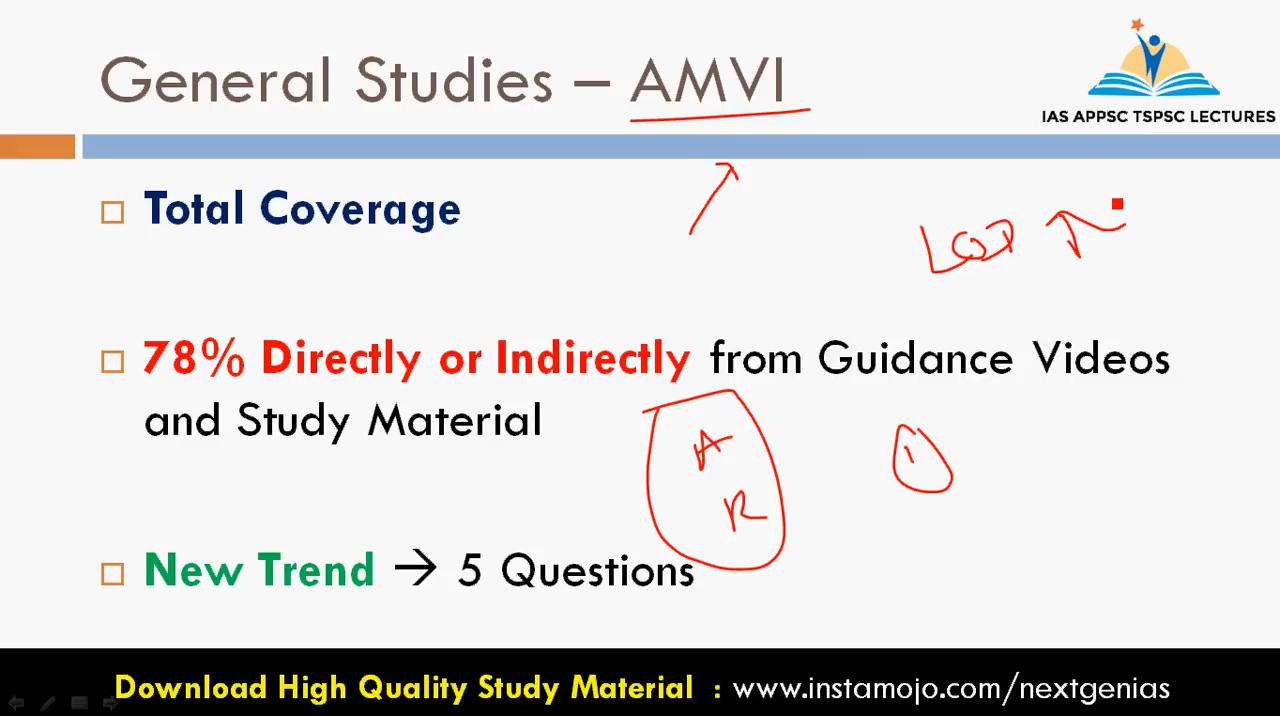 General Studies – AMVI
IAS APPSC TSPSC LECTURES
Total Coverage
78% Directly or Indirectly from Guidance Videos
and Study Material
A
R
1
New Trend → 5 Questions
Download High Quality Study Material : www.instamojo.com/nextgenias